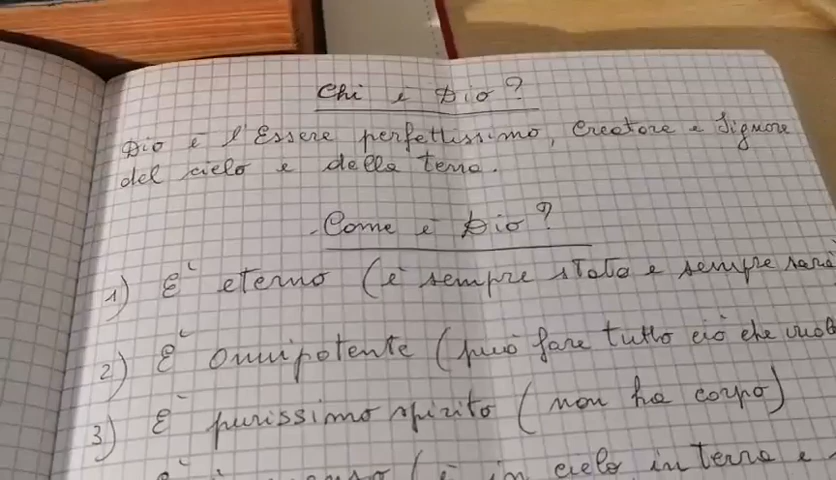 Chi è Dio?
Dio è l'Essere perfettissimo, Creatore e Signore
del cielo e della terra.
Come è Dio?
1) E' eterno (è sempre stato e sempre sarà
2) E' onnipotente (può fare tutto ciò che
3) E' purissimo spirito (non ha corpo)
(è in cielo, in terra e